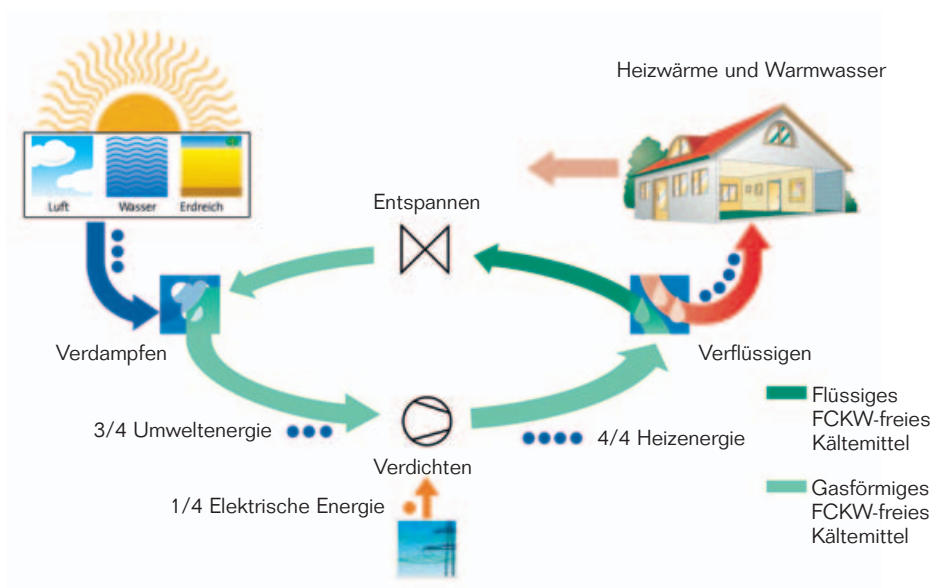 Heizwärme und Warmwasser
Luft
Wasser
Erdreich
Entspannen
Verdampfen
Verflüssigen
3/4 Umweltenergie
4/4 Heizenergie
Verdichten
1/4 Elektrische Energie
Flüssiges
FCKW-freies
Kältemittel
Gasförmiges
FCKW-freies
Kältemittel